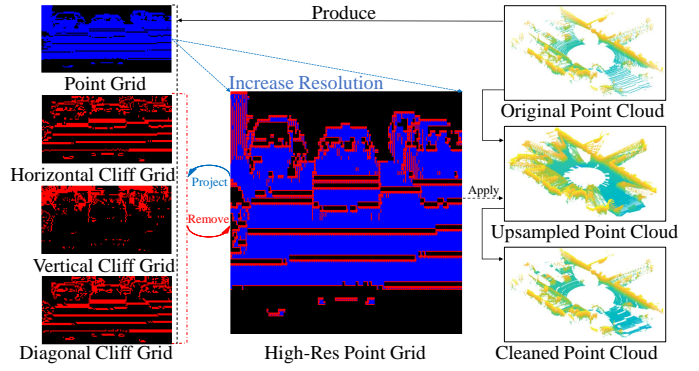 Produce
Point Grid
Increase Resolution
Original Point Cloud
Horizontal Cliff Grid
Project
Apply
Remove
Upsampled Point Cloud
Vertical Cliff Grid
Diagonal Cliff Grid
High-Res Point Grid
Cleaned Point Cloud